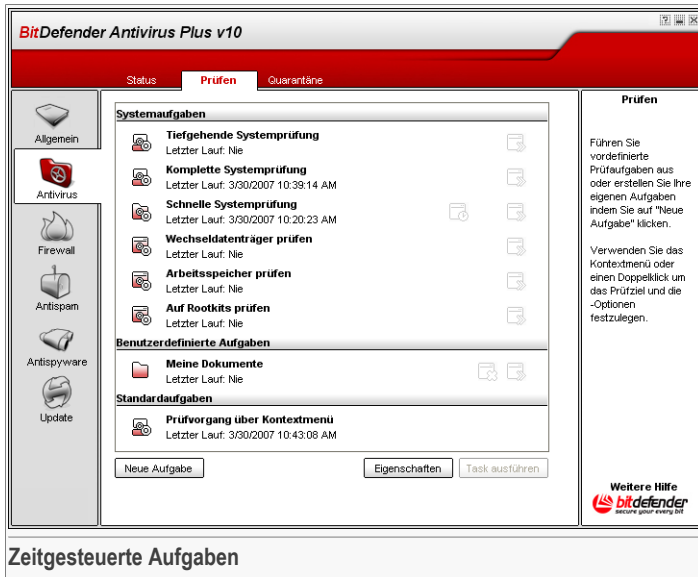 BitDefender Antivirus Plus v10
Status
Prüfen
Quarantäne
Allgemein
Antivirus
Firewall
Antispam
Antispyware
Update
Systemaufgaben
Tiefgehende Systemprüfung
Letzter Lauf: Nie
Komplette Systemprüfung
Letzter Lauf: 3/30/2007 10:39:14 AM
Schnelle Systemprüfung
Letzter Lauf: 3/30/2007 10:20:23 AM
Wechseldatenträger prüfen
Letzter Lauf: Nie
Arbeitsspeicher prüfen
Letzter Lauf: Nie
Auf Rootkits prüfen
Letzter Lauf: Nie
Benutzerdefinierte Aufgaben
Meine Dokumente
Letzter Lauf: Nie
Standardaufgaben
Prüfvorgang über Kontextmenü
Letzter Lauf: 3/30/2007 10:43:08 AM
Neue Aufgabe
Eigenschaften
Task ausführen
Prüfen
Führen Sie
vordefinierte
Prüfaufgaben aus
oder erstellen Sie Ihre
eigenen Aufgaben
indem Sie auf "Neue
Aufgabe" klicken.
Verwenden Sie das
Kontextmenü oder
einen Doppelklick um
das Prüfziel und die
-Optionen
festzulegen.
Weitere Hilfe
bitdefender
secure your every bit
Zeitgesteuerte Aufgaben